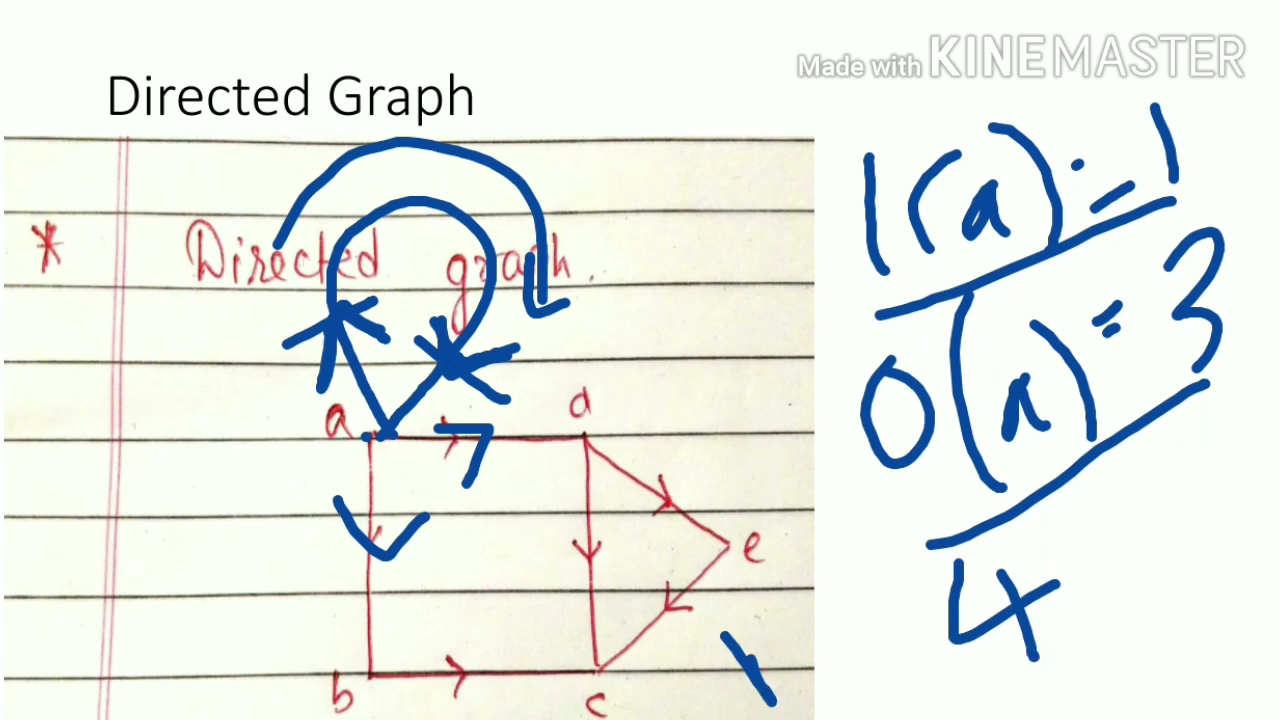 Made with KINEMASTER
Directed Graph
* Directed graph.
I(a) = 1
O(a) = 3
4
a
d
e
b
c